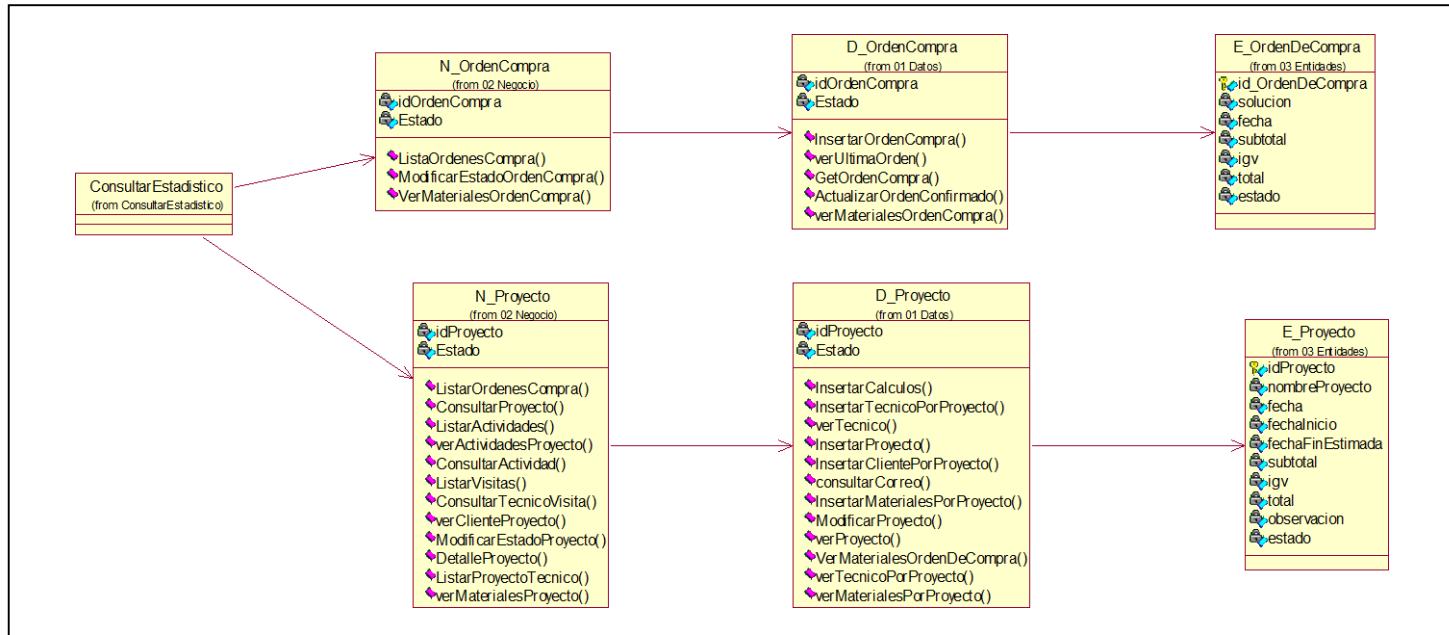 ConsultarEstadistico
(from ConsultarEstadistico)
N_OrdenCompra
(from 02 Negocio)
idOrdenCompra
Estado
ListaOrdenesCompra()
ModificarEstadoOrdenCompra()
VerMaterialesOrdenCompra()
D_OrdenCompra
(from 01 Datos)
idOrdenCompra
Estado
InsertarOrdenCompra()
verUltimaOrden()
GetOrdenCompra()
ActualizarOrdenConfirmado()
verMaterialesOrdenCompra()
E_OrdenDeCompra
(from 03 Entidades)
id_OrdenDeCompra
solucion
fecha
subtotal
igv
total
estado
N_Proyecto
(from 02 Negocio)
idProyecto
Estado
ListarOrdenesCompra()
ConsultarProyecto()
ListarActividades()
verActividadesProyecto()
ConsultarActividad()
ListarVisitas()
ConsultarTecnicoVisita()
verClienteProyecto()
ModificarEstadoProyecto()
DetalleProyecto()
ListarProyectoTecnico()
verMaterialesProyecto()
D_Proyecto
(from 01 Datos)
idProyecto
Estado
InsertarCalculos()
InsertarTecnicoPorProyecto()
verTecnico()
InsertarProyecto()
InsertarClientePorProyecto()
consultarCorreo()
InsertarMaterialesPorProyecto()
ModificarProyecto()
verProyecto()
VerMaterialesOrdenDeCompra()
verTecnicoPorProyecto()
verMaterialesPorProyecto()
E_Proyecto
(from 03 Entidades)
idProyecto
nombreProyecto
fecha
fechaInicio
fechaFinEstimada
subtotal
igv
total
observacion
estado